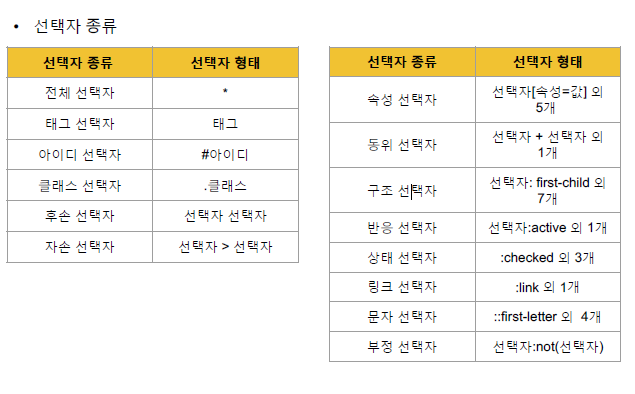 • 선택자 종류
선택자 종류 선택자 형태
전체 선택자 *
태그 선택자 태그
아이디 선택자 #아이디
클래스 선택자 .클래스
후손 선택자 선택자 선택자
자손 선택자 선택자 > 선택자
선택자 종류 선택자 형태
속성 선택자 선택자[속성=값] 외
5개
동위 선택자 선택자 + 선택자 외
1개
구조 선택자 선택자: first-child 외
7개
반응 선택자 선택자:active 외 1개
상태 선택자 :checked 외 3개
링크 선택자 :link 외 1개
문자 선택자 ::first-letter 외 4개
부정 선택자 선택자:not(선택자)